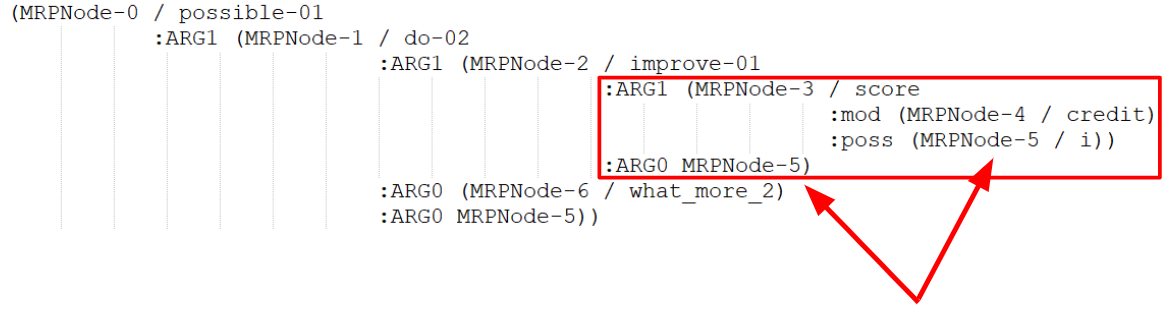 (MRPNode-0 / possible-01
:ARG1 (MRPNode-1 / do-02
:ARG1 (MRPNode-2 / improve-01
:ARG1 (MRPNode-3 / score
:mod (MRPNode-4 / credit)
:poss (MRPNode-5 / i))
:ARG0 MRPNode-5)
:ARG0 (MRPNode-6 / what_more_2)
:ARG0 MRPNode-5))